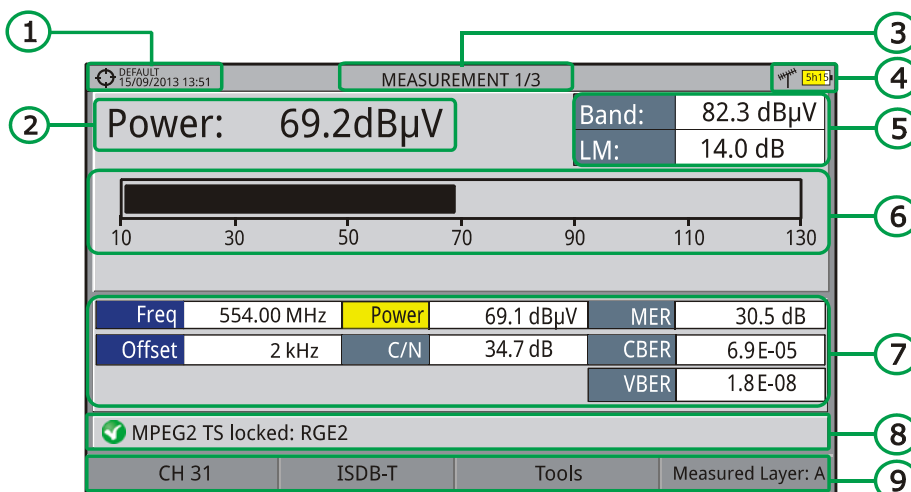 1
3
DEFAULT
15/09/2013 13:51
MEASUREMENT 1/3
5h15
4
2
Power: 69.2dBµV
Band: 82.3 dBµV
LM: 14.0 dB
5
6
10 30 50 70 90 110 130
Freq 554.00 MHz Power 69.1 dBµV MER 30.5 dB
Offset 2 kHz C/N 34.7 dB CBER 6.9E-05
VBER 1.8E-08
7
MPEG2 TS locked: RGE2
8
CH 31 ISDB-T Tools Measured Layer: A
9